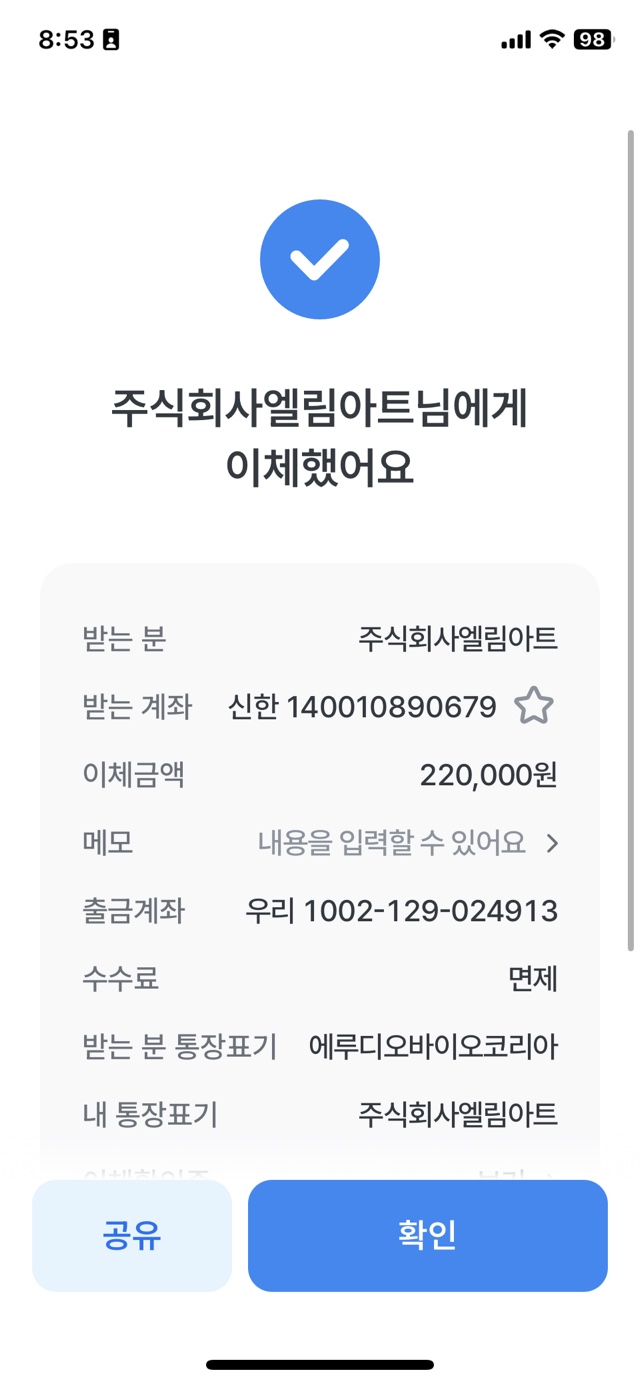 8:53
98
주식회사엘림아트님에게
이체했어요
받는 분 주식회사엘림아트
받는 계좌 신한 140010890679
이체금액 220,000원
메모 내용을 입력할 수 있어요
출금계좌 우리 1002-129-024913
수수료 면제
받는 분 통장표기 에루디오바이오코리아
내 통장표기 주식회사엘림아트
공유 확인